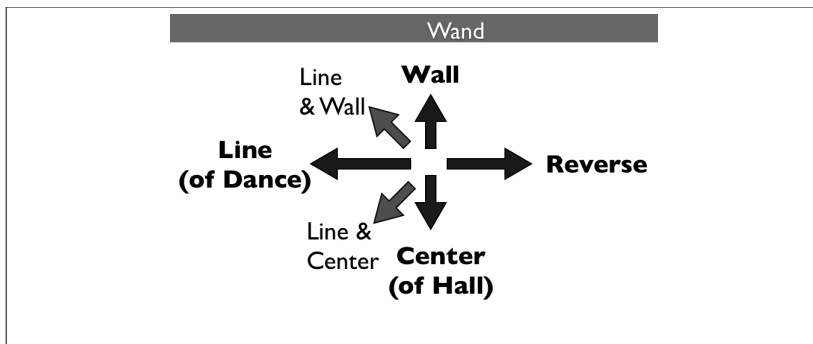 Wand
Wall
Line
& Wall
Line
(of Dance)
Reverse
Line &
Center
Center
(of Hall)